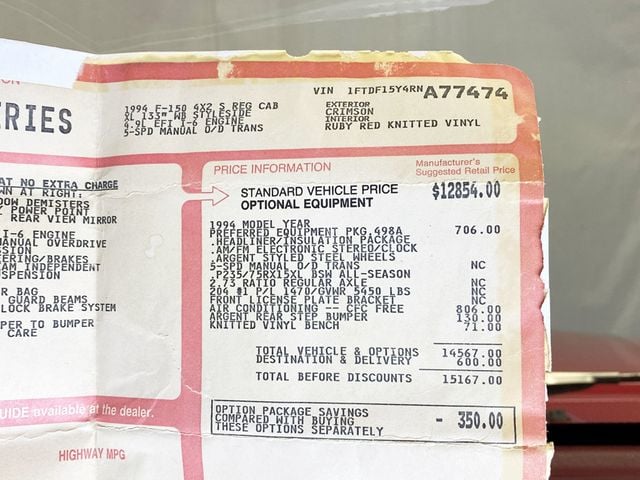 ON
ERIES
VIN 1FTDF15Y4RNA77474
1994 F-150 4X2 S REG CAB
XL 133" WB STYLESIDE
4.9L EFI I-6 ENGINE
5-SPD MANUAL O/D TRANS
EXTERIOR
CRIMSON
INTERIOR
RUBY RED KNITTED VINYL
AT NO EXTRA CHARGE
WN AT RIGHT:
DOW DEMISTERS
POWER POINT
REAR VIEW MIRROR
I-6 ENGINE
MANUAL OVERDRIVE
SSION
ERING/BRAKES
AM INDEPENDENT
USPENSION
R BAG
GUARD BEAMS
LOCK BRAKE SYSTEM
PER TO BUMPER
CARE
UIDE available at the dealer.
HIGHWAY MPG
PRICE INFORMATION
Manufacturer's
Suggested Retail Price
STANDARD VEHICLE PRICE $12854.00
OPTIONAL EQUIPMENT
1994 MODEL YEAR
PREFERRED EQUIPMENT PKG.498A 706.00
.HEADLINER/INSULATION PACKAGE
.AM/FM ELECTRONIC STEREO/CLOCK
.ARGENT STYLED STEEL WHEELS
5-SPD MANUAL O/D TRANS NC
.P235/75RX15XL BSW ALL-SEASON
2.73 RATIO REGULAR AXLE NC
204 #1 P/L 1470/GVWR 5450 LBS NC
FRONT LICENSE PLATE BRACKET NC
AIR CONDITIONING -- CFC FREE 806.00
ARGENT REAR STEP BUMPER 130.00
KNITTED VINYL BENCH 71.00
TOTAL VEHICLE & OPTIONS 14567.00
DESTINATION & DELIVERY 600.00
TOTAL BEFORE DISCOUNTS 15167.00
OPTION PACKAGE SAVINGS
COMPARED WITH BUYING - 350.00
THESE OPTIONS SEPARATELY